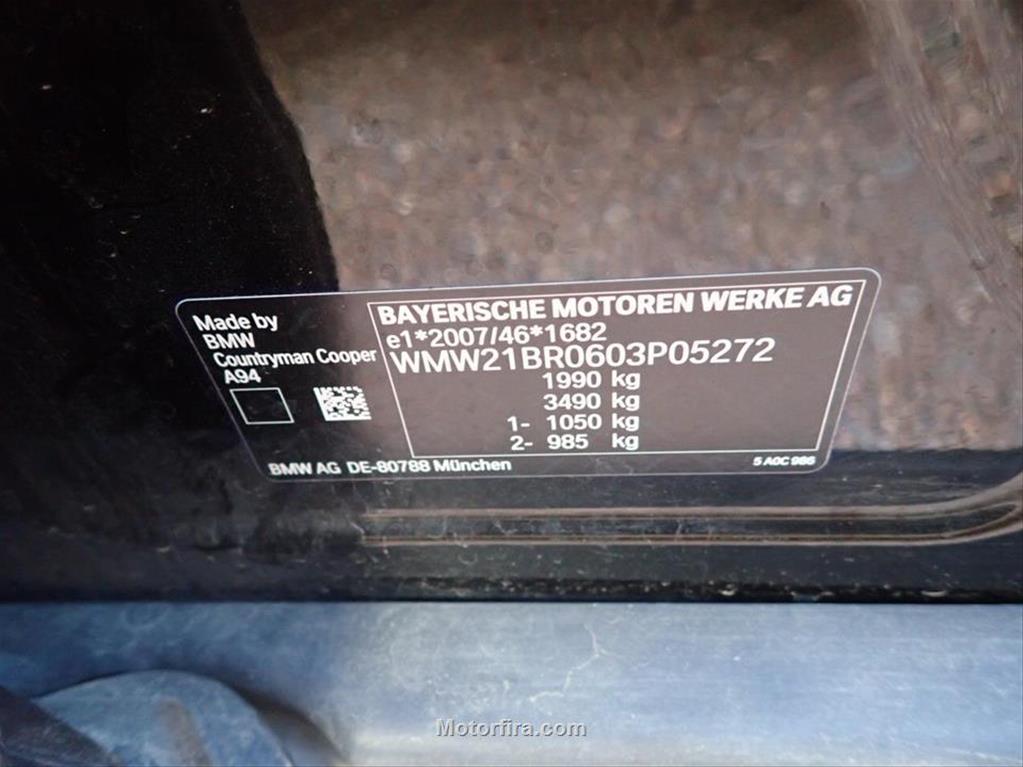 Made by
BMW
Countryman Cooper
A94
BAYERISCHE MOTOREN WERKE AG
e1*2007/46*1682
WMW21BR0603P05272
1990 kg
3490 kg
1- 1050 kg
2- 985 kg
BMW AG DE-80788 München
5 A0C 986
Motorfira.com